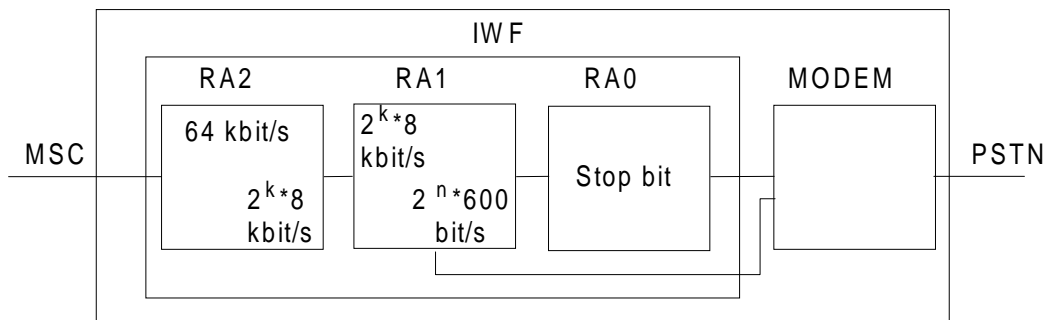 IWF
RA2 RA1 RA0 MODEM
MSC
64 kbit/s
2^k*8
kbit/s
2^k*8
kbit/s
2^n*600
bit/s
Stop bit
PSTN